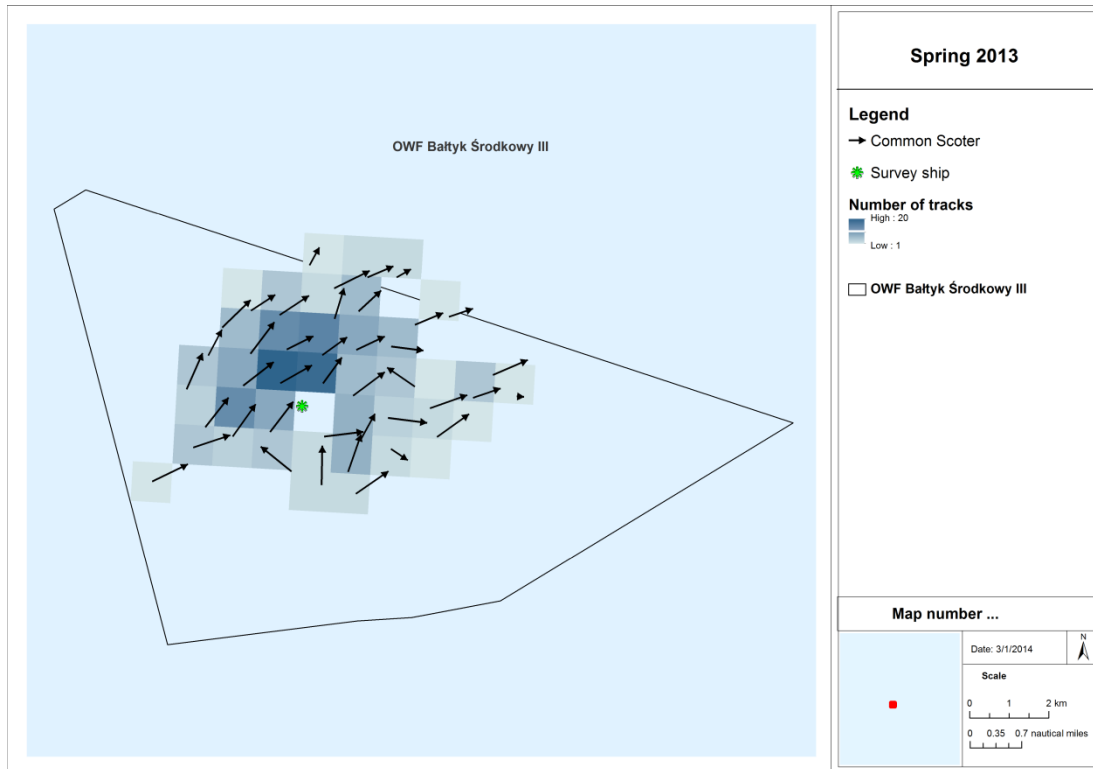 OWF Bałtyk Środkowy III
Spring 2013
Legend
Common Scoter
Survey ship
Number of tracks
High : 20
Low : 1
OWF Bałtyk Środkowy III
Map number ...
Date: 3/1/2014
N
Scale
0 1 2 km
0 0.35 0.7 nautical miles